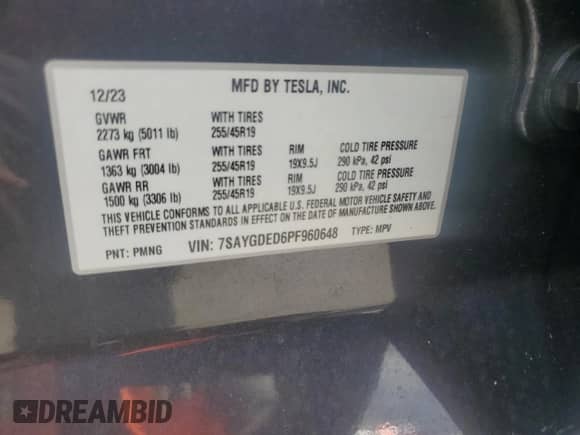 12/23 MFD BY TESLA, INC.
GVWR WITH TIRES
2273 kg (5011 lb) 255/45R19
GAWR FRT WITH TIRES RIM COLD TIRE PRESSURE
1363 kg (3004 lb) 255/45R19 19X9.5J 290 kPa, 42 psi
GAWR RR WITH TIRES RIM COLD TIRE PRESSURE
1500 kg (3306 lb) 255/45R19 19X9.5J 290 kPa, 42 psi
THIS VEHICLE CONFORMS TO ALL APPLICABLE U.S. FEDERAL MOTOR VEHICLE SAFETY AND
THEFT PREVENTION STANDARDS IN EFFECT ON THE DATE OF MANUFACTURE SHOWN ABOVE.
PNT: PMNG VIN: 7SAYGDED6PF960648 TYPE: MPV
DREAMBID